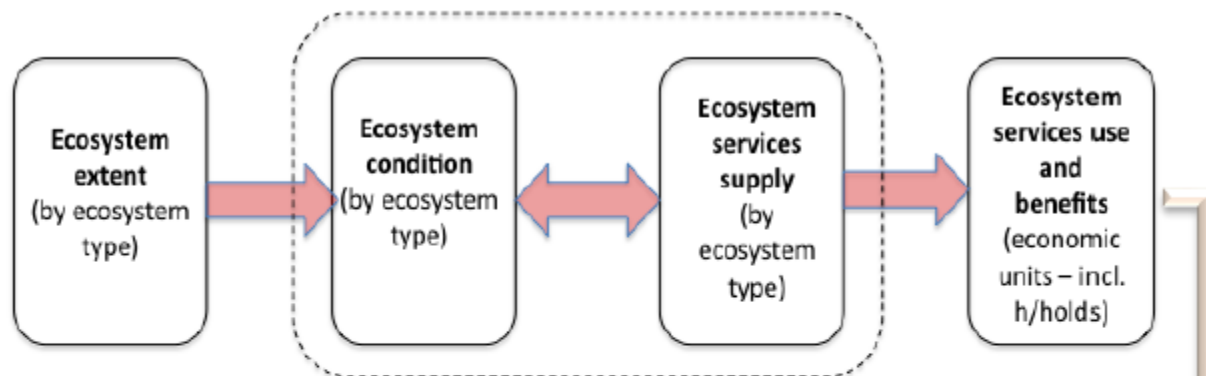 Ecosystem
extent
(by ecosystem
type)
Ecosystem
condition
(by ecosystem
type)
Ecosystem
services
supply
(by
ecosystem
type)
Ecosystem
services use
and
benefits
(economic
units – incl.
h/holds)